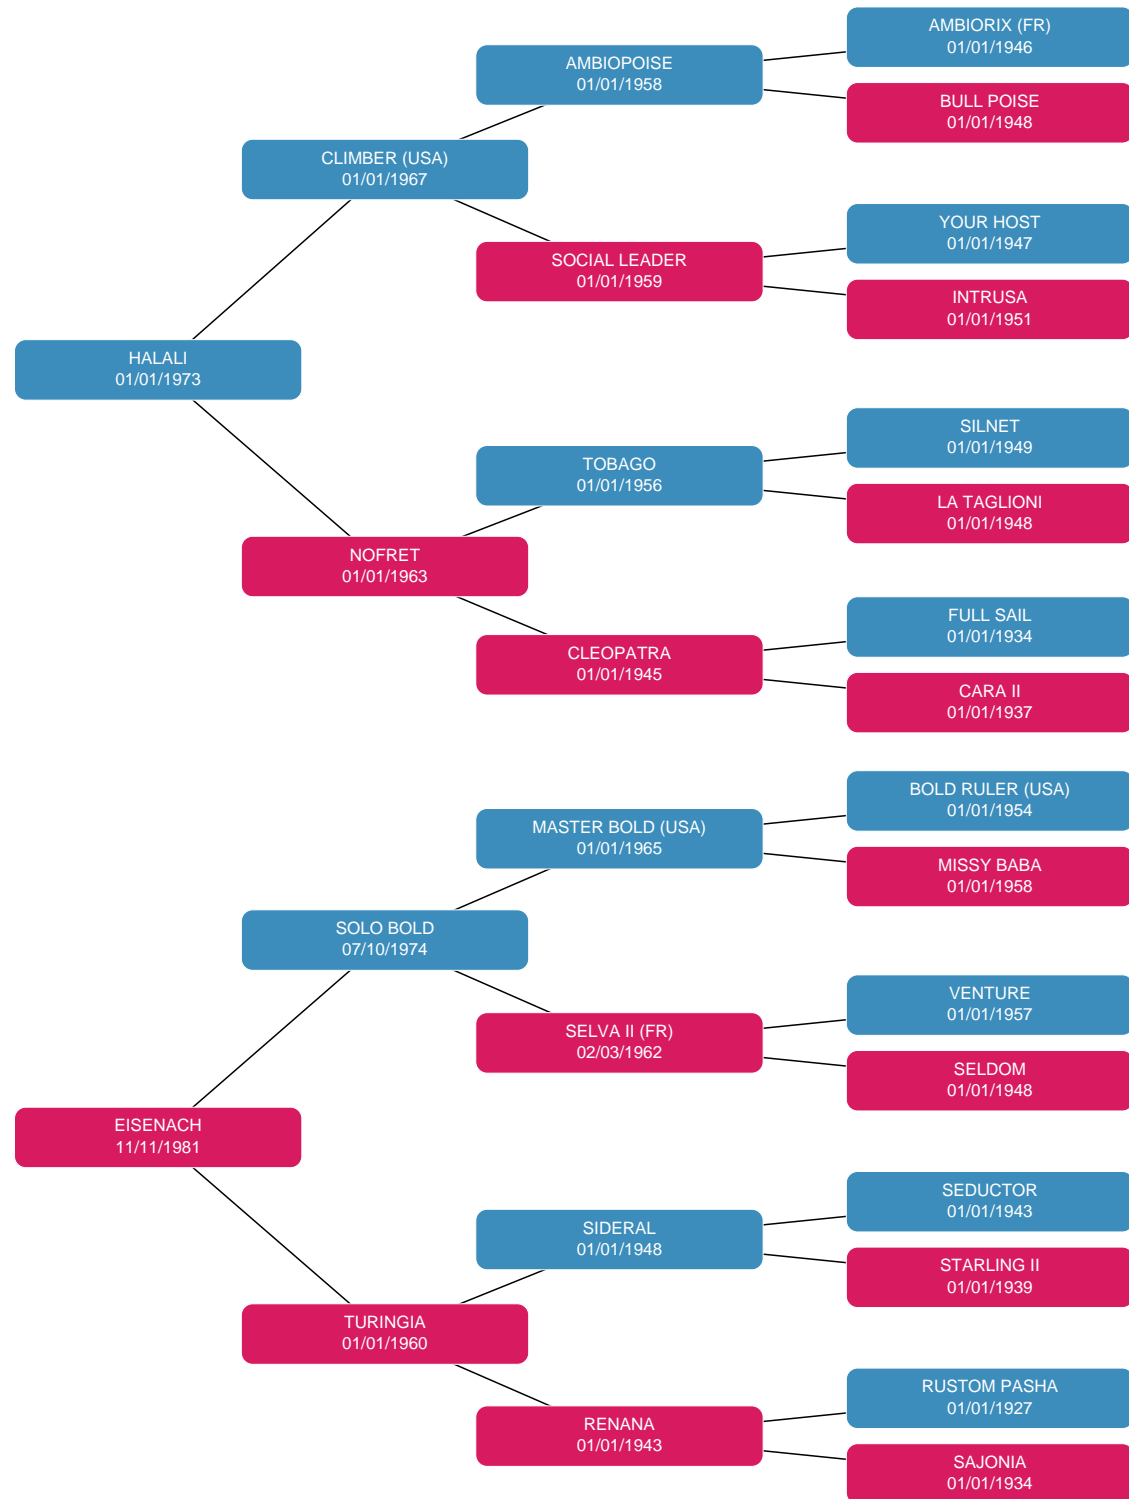 AMBIORIX (FR)
01/01/1946
AMBIOPOISE
01/01/1958
BULL POISE
01/01/1948
CLIMBER (USA)
01/01/1967
YOUR HOST
01/01/1947
SOCIAL LEADER
01/01/1959
INTRUSA
01/01/1951
HALALI
01/01/1973
SILNET
01/01/1949
TOBAGO
01/01/1956
LA TAGLIONI
01/01/1948
NOFRET
01/01/1963
FULL SAIL
01/01/1934
CLEOPATRA
01/01/1945
CARA II
01/01/1937
BOLD RULER (USA)
01/01/1954
MASTER BOLD (USA)
01/01/1965
MISSY BABA
01/01/1958
SOLO BOLD
07/10/1974
VENTURE
01/01/1957
SELVA II (FR)
02/03/1962
SELDOM
01/01/1948
EISENACH
11/11/1981
SEDUCTOR
01/01/1943
SIDERAL
01/01/1948
STARLING II
01/01/1939
TURINGIA
01/01/1960
RUSTOM PASHA
01/01/1927
RENANA
01/01/1943
SAJONIA
01/01/1934